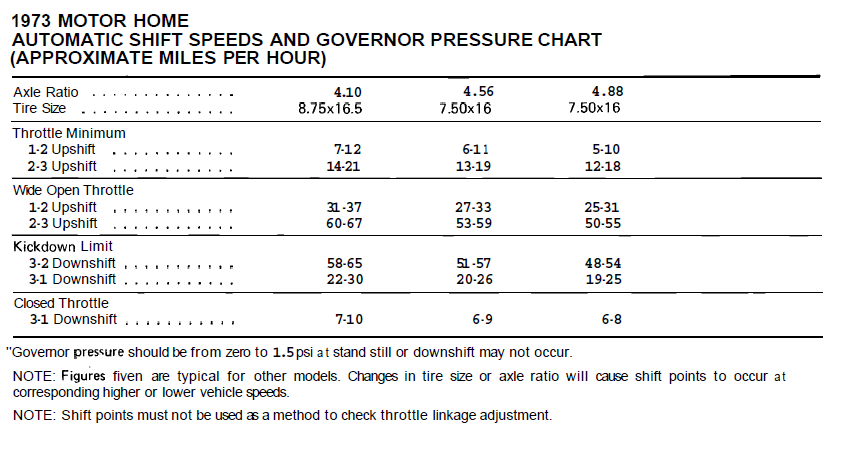 1973 MOTOR HOME
AUTOMATIC SHIFT SPEEDS AND GOVERNOR PRESSURE CHART
(APPROXIMATE MILES PER HOUR)
Axle Ratio . . . . . . . . . . . . . . 4.10 4.56 4.88
Tire Size . . . . . . . . . . . . . . . 8.75x16.5 7.50x16 7.50x16
Throttle Minimum
1-2 Upshift . . . . . . . . . . . . 7-12 6-11 5-10
2-3 Upshift . . . . . . . . . . . . 14-21 13-19 12-18
Wide Open Throttle
1-2 Upshift . . . . . . . . . . . . 31-37 27-33 25-31
2-3 Upshift . . . . . . . . . . . . 60-67 53-59 50-55
Kickdown Limit
3-2 Downshift . . . . . . . . . . . 58-65 51-57 48-54
3-1 Downshift . . . . . . . . . . . 22-30 20-26 19-25
Closed Throttle
3-1 Downshift . . . . . . . . . . . 7-10 6-9 6-8
"Governor pressure should be from zero to 1.5 psi at stand still or downshift may not occur.
NOTE: Figures fiven are typical for other models. Changes in tire size or axle ratio will cause shift points to occur at
corresponding higher or lower vehicle speeds.
NOTE: Shift points must not be used as a method to check throttle linkage adjustment.